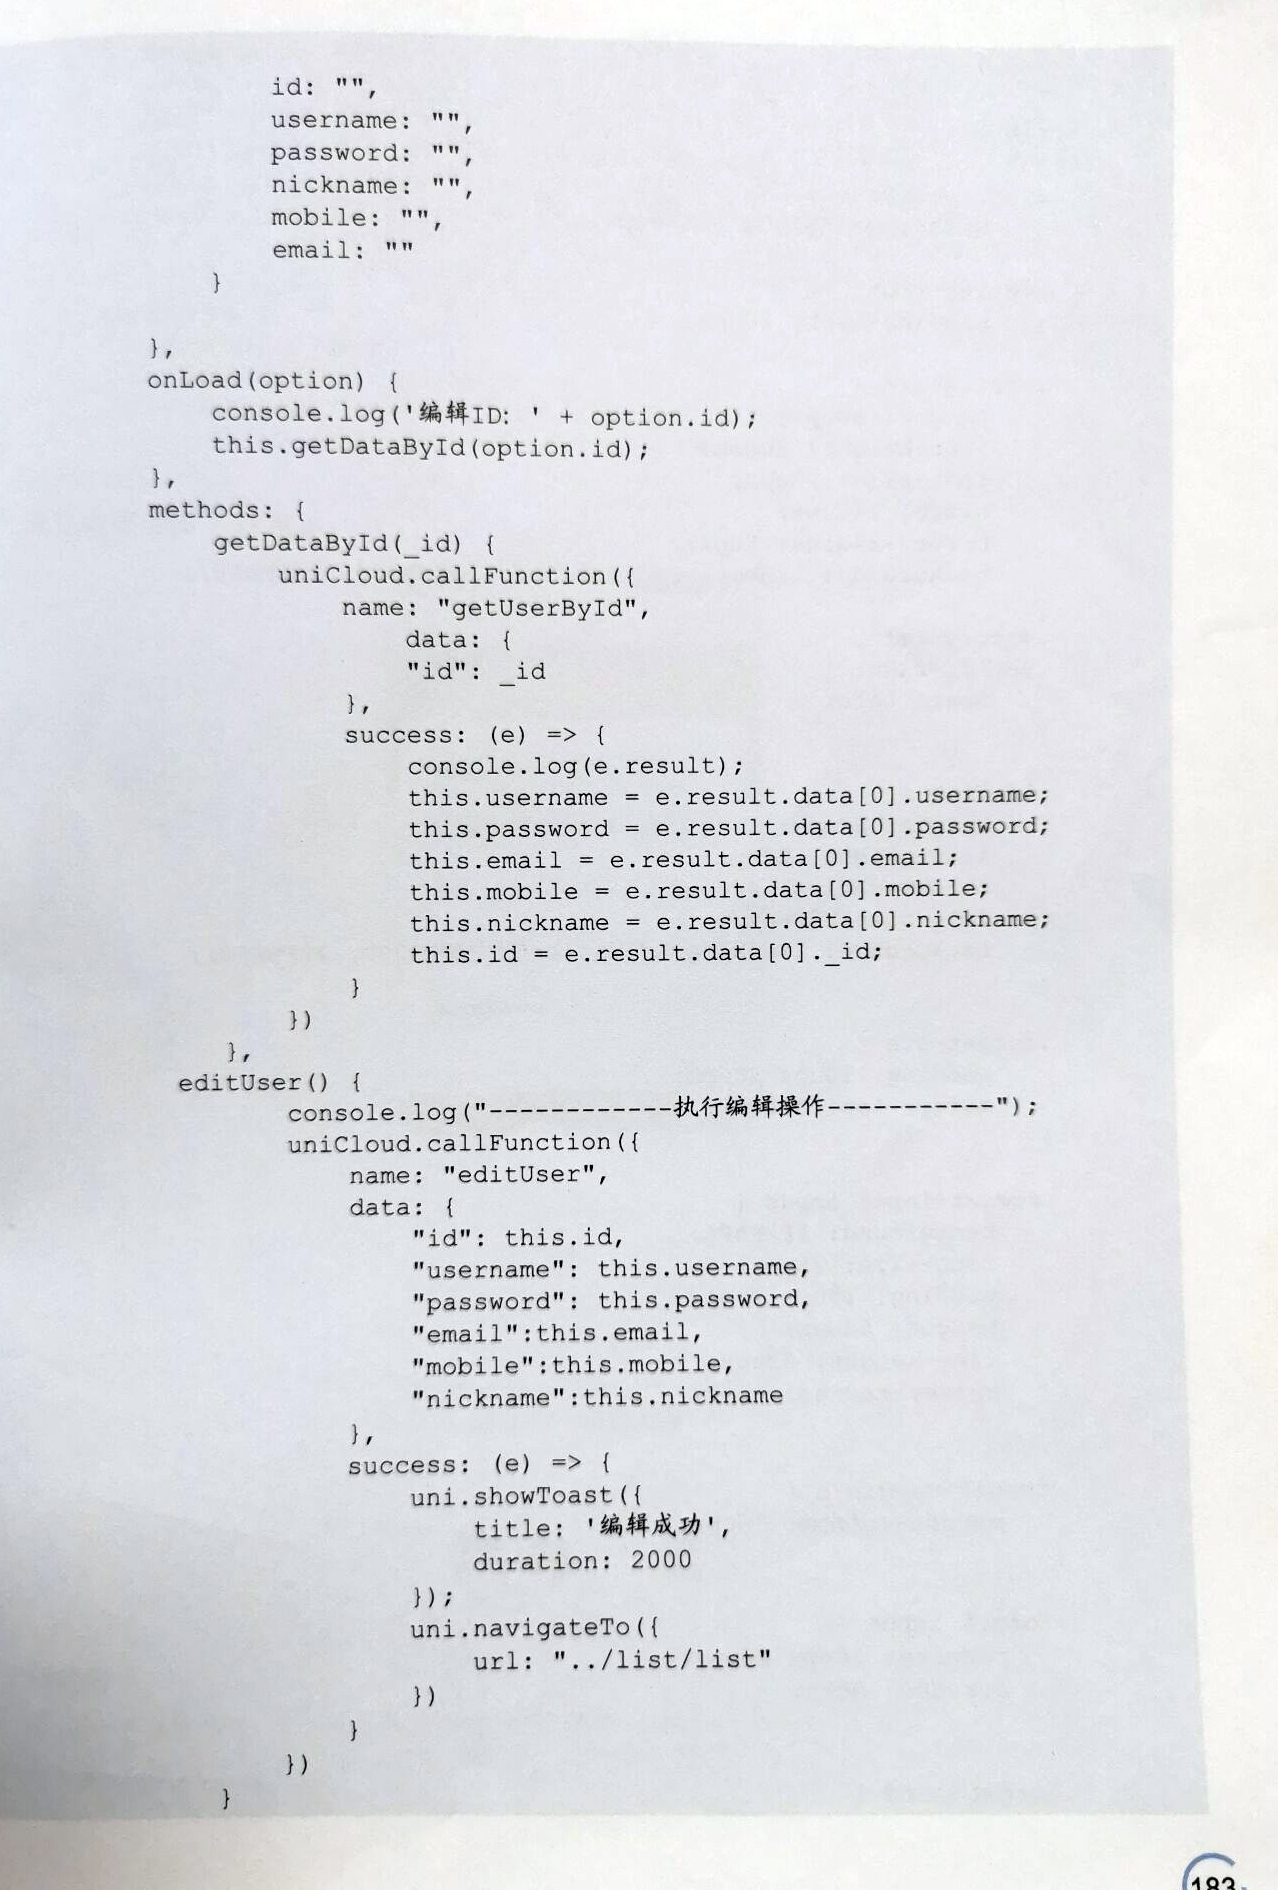 id: "",
username: "",
password: "",
nickname: "",
mobile: "",
email: ""
}
},
onLoad(option) {
console.log('编辑ID: ' + option.id);
this.getDataById(option.id);
},
methods: {
getDataById(_id) {
uniCloud.callFunction({
name: "getUserById",
data: {
"id": _id
},
success: (e) => {
console.log(e.result);
this.username = e.result.data[0].username;
this.password = e.result.data[0].password;
this.email = e.result.data[0].email;
this.mobile = e.result.data[0].mobile;
this.nickname = e.result.data[0].nickname;
this.id = e.result.data[0]._id;
}
})
},
editUser() {
console.log("------------执行编辑操作-----------");
uniCloud.callFunction({
name: "editUser",
data: {
"id": this.id,
"username": this.username,
"password": this.password,
"email":this.email,
"mobile":this.mobile,
"nickname":this.nickname
},
success: (e) => {
uni.showToast({
title: '编辑成功',
duration: 2000
});
uni.navigateTo({
url: "../list/list"
})
}
})
}
183